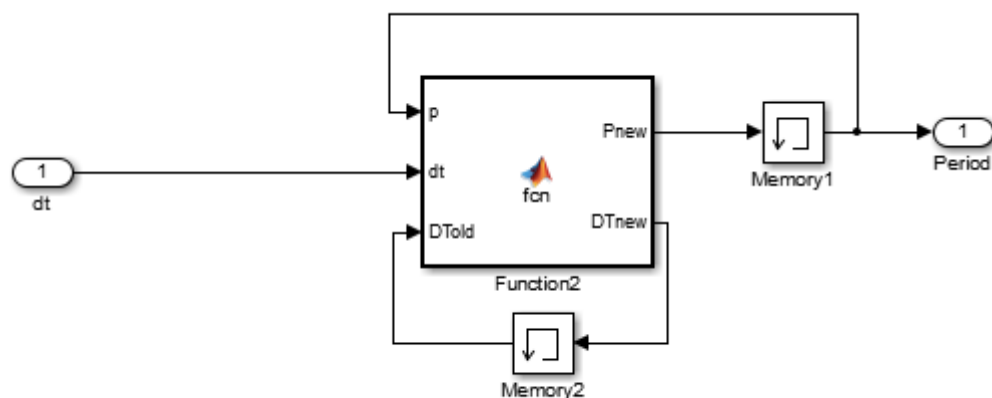 p
Pnew
1
Memory1
Period
1
dt
dt
fcn
DTold
DTnew
Function2
Memory2